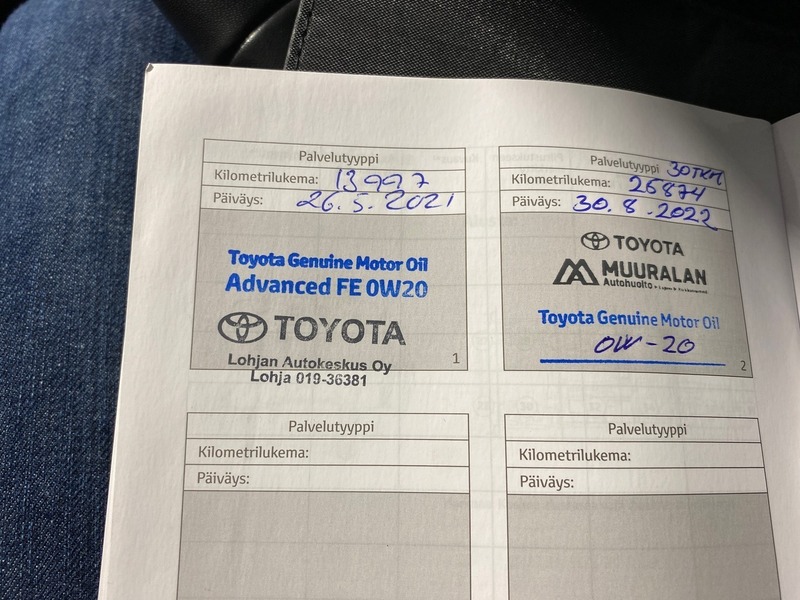 Palvelutyyppi
Kilometrilukema: 13997
Päiväys: 26.5.2021
Toyota Genuine Motor Oil
Advanced FE 0W20
TOYOTA
Lohjan Autokeskus Oy
Lohja 019-36381
1
Palvelutyyppi 30TKM
Kilometrilukema: 26874
Päiväys: 30.8.2022
TOYOTA
MUURALAN
Autohuolto
Toyota Genuine Motor Oil
0W-20
2
Palvelutyyppi
Kilometrilukema:
Päiväys:
Palvelutyyppi
Kilometrilukema:
Päiväys: